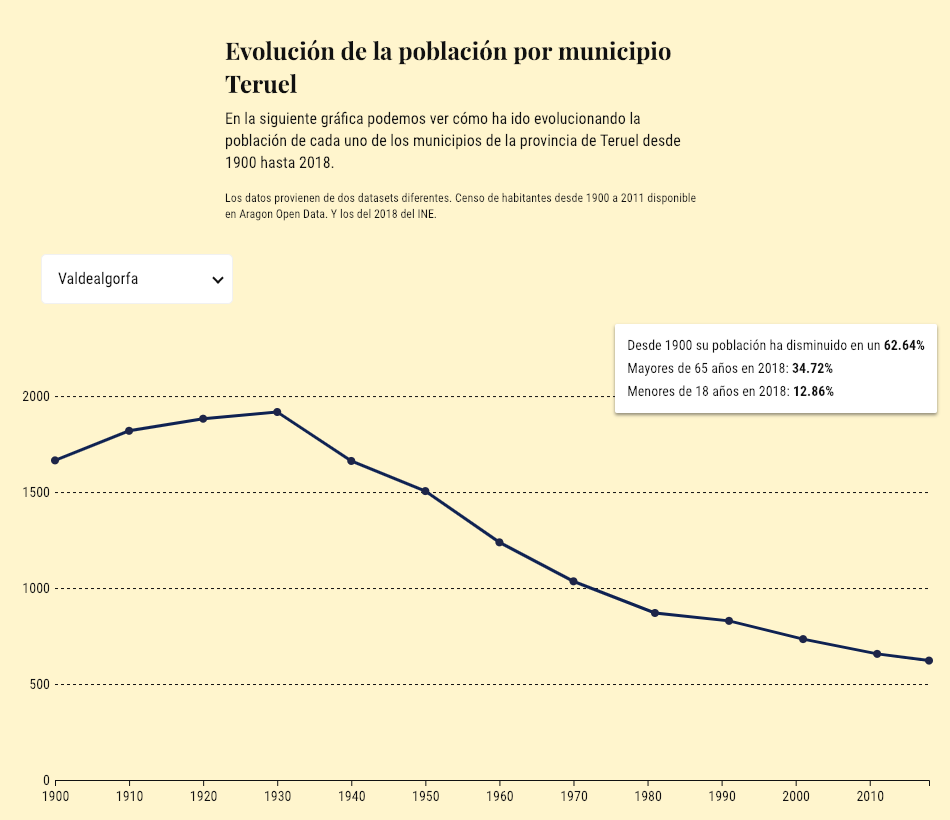 Evolución de la población por municipio
Teruel
En la siguiente gráfica podemos ver cómo ha ido evolucionando la
población de cada uno de los municipios de la provincia de Teruel desde
1900 hasta 2018.
Los datos provienen de dos datasets diferentes. Censo de habitantes desde 1900 a 2011 disponible
en Aragon Open Data. Y los del 2018 del INE.
Valdealgorfa
Desde 1900 su población ha disminuido en un 62.64%
Mayores de 65 años en 2018: 34.72%
Menores de 18 años en 2018: 12.86%
2000
1500
1000
500
0
1900 1910 1920 1930 1940 1950 1960 1970 1980 1990 2000 2010